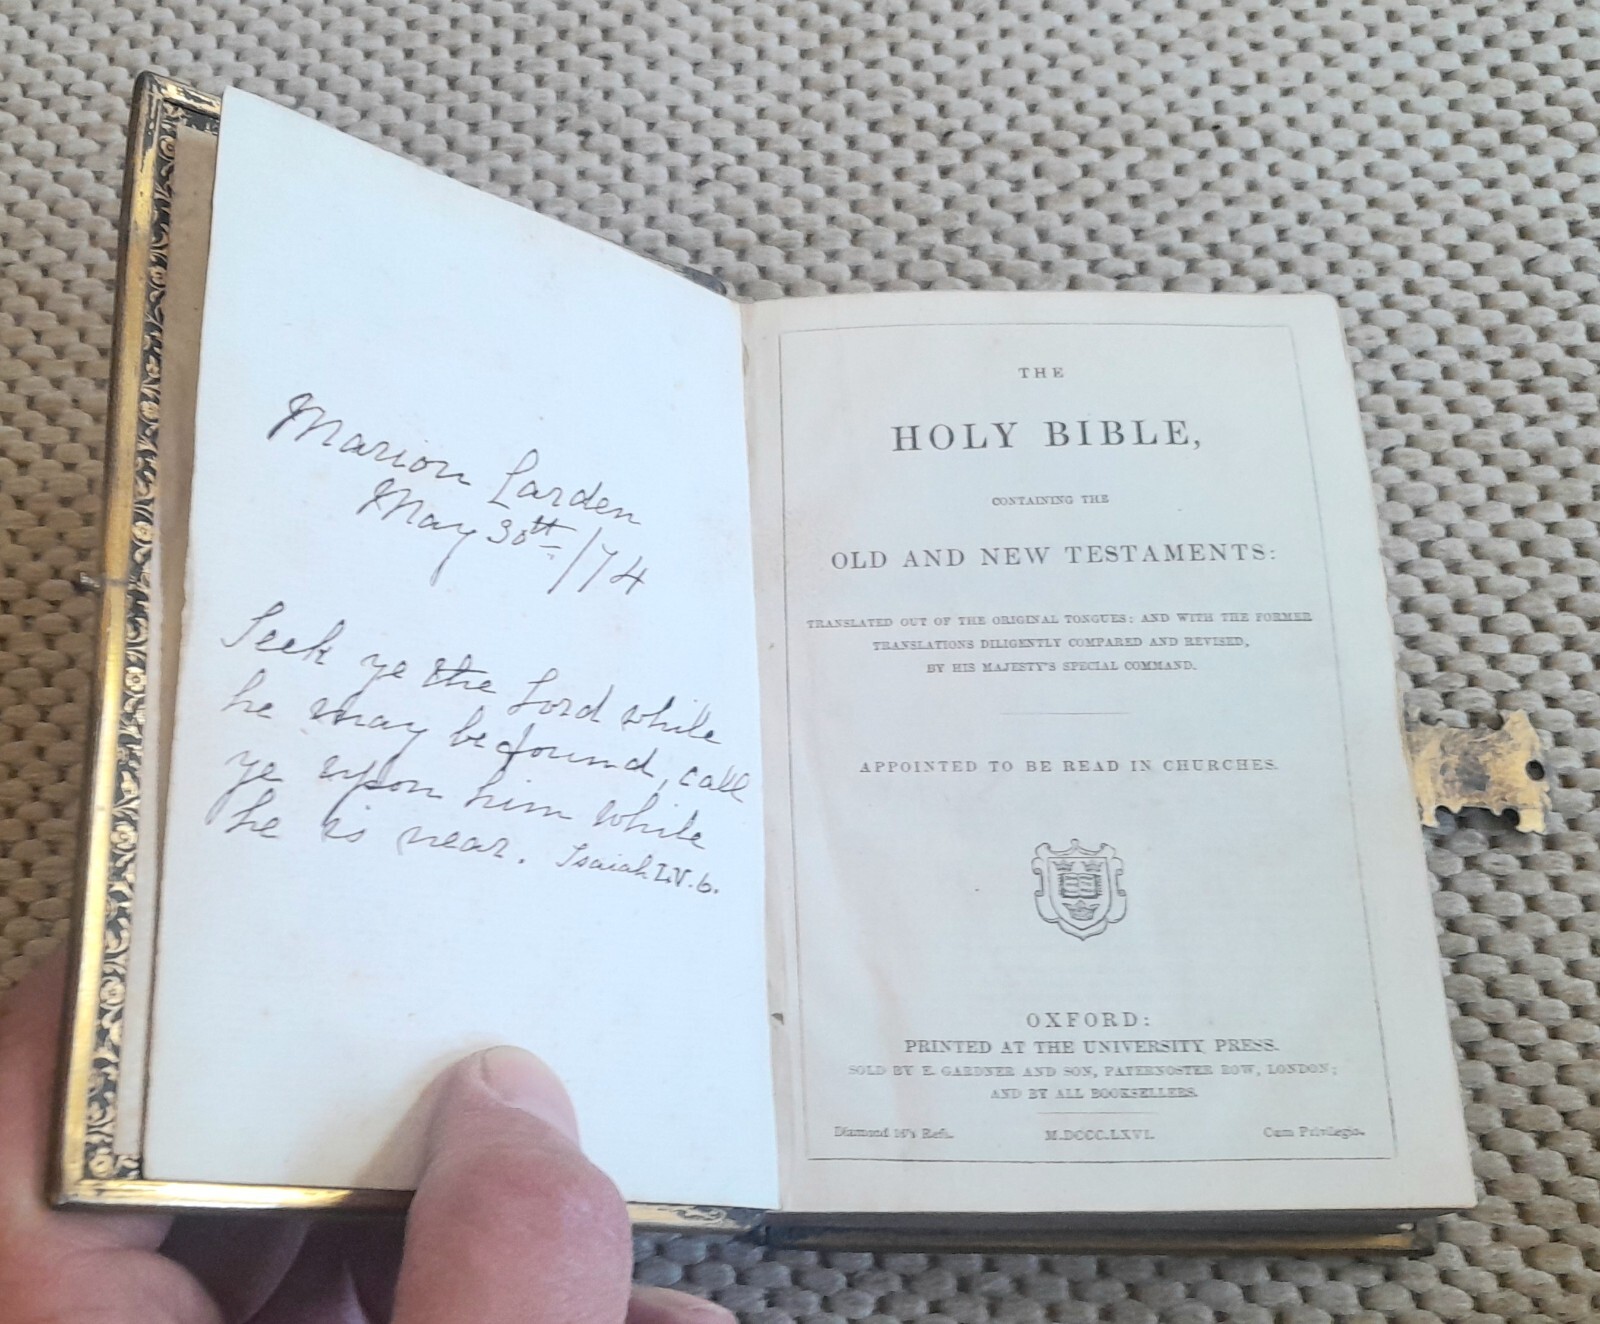 Marion Larden
May 30th/74
Seek ye the Lord while
he may be found, call
ye upon him while
he is near. Isaiah LV. 6.
THE
HOLY BIBLE,
CONTAINING THE
OLD AND NEW TESTAMENTS:
TRANSLATED OUT OF THE ORIGINAL TONGUES: AND WITH THE FORMER
TRANSLATIONS DILIGENTLY COMPARED AND REVISED,
BY HIS MAJESTY'S SPECIAL COMMAND.
APPOINTED TO BE READ IN CHURCHES.
OXFORD:
PRINTED AT THE UNIVERSITY PRESS.
SOLD BY E. GARDNER AND SON, PATERNOSTER ROW, LONDON;
AND BY ALL BOOKSELLERS.
Diamond 16's Refs. M.DCCC.LXVI. Cum Privilegio.